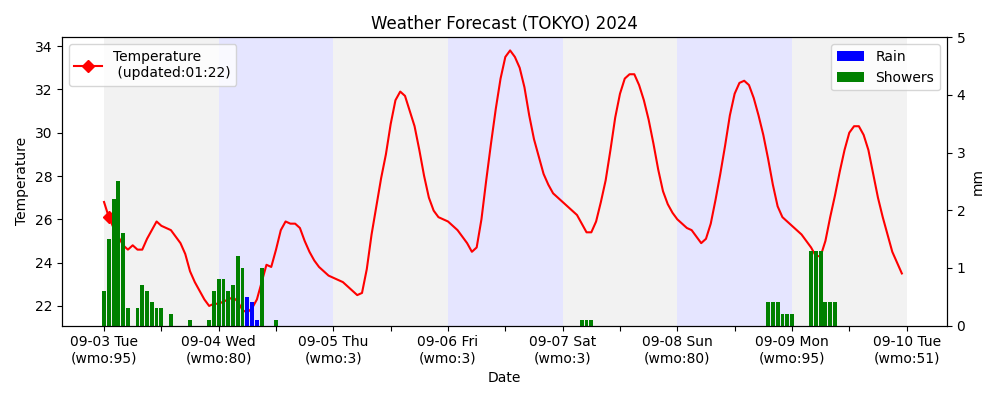 Weather Forecast (TOKYO) 2024
Temperature
(updated:01:22)
Rain
Showers
34
32
30
28
26
24
22
Temperature
5
4
3
2
1
0
mm
09-03 Tue
(wmo:95)
09-04 Wed
(wmo:80)
09-05 Thu
(wmo:3)
09-06 Fri
(wmo:3)
09-07 Sat
(wmo:3)
09-08 Sun
(wmo:80)
09-09 Mon
(wmo:95)
09-10 Tue
(wmo:51)
Date